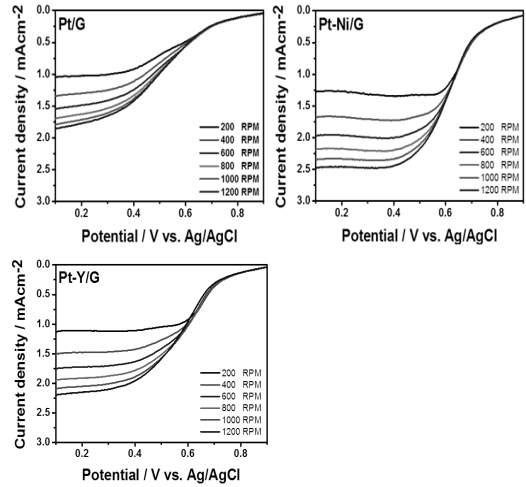 Pt/G
0.0
0.5
1.0
1.5
2.0
2.5
3.0
Current density / mAcm-2
200 RPM
400 RPM
600 RPM
800 RPM
1000 RPM
1200 RPM
0.2 0.4 0.6 0.8
Potential / V vs. Ag/AgCl
Pt-Ni/G
0.0
0.5
1.0
1.5
2.0
2.5
3.0
Current density / mAcm-2
200 RPM
400 RPM
600 RPM
800 RPM
1000 RPM
1200 RPM
0.2 0.4 0.6 0.8
Potential / V vs. Ag/AgCl
Pt-Y/G
0.0
0.5
1.0
1.5
2.0
2.5
3.0
Current density / mAcm-2
200 RPM
400 RPM
600 RPM
800 RPM
1000 RPM
1200 RPM
0.2 0.4 0.6 0.8
Potential / V vs. Ag/AgCl